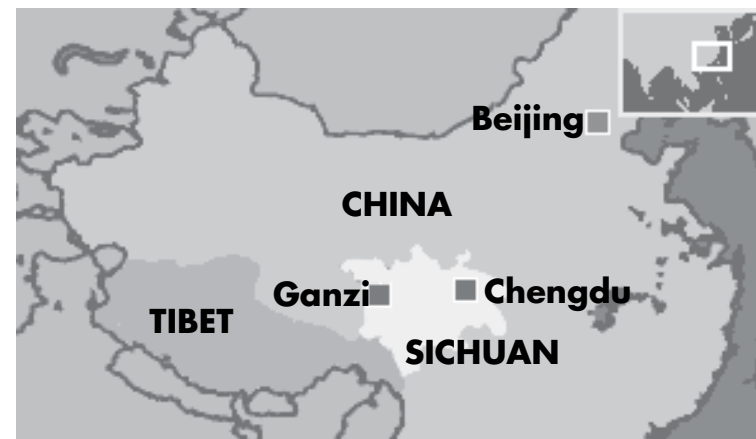 Beijing
CHINA
Ganzi
Chengdu
TIBET
SICHUAN